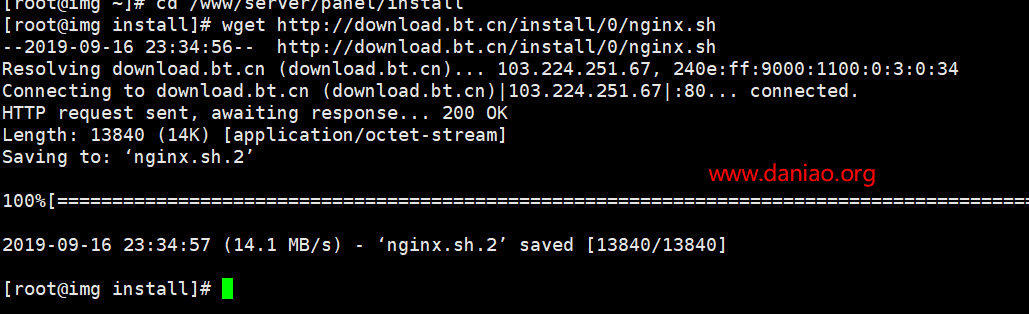 [root@img ~]# cd /www/server/panel/install
[root@img install]# wget http://download.bt.cn/install/0/nginx.sh
--2019-09-16 23:34:56--  http://download.bt.cn/install/0/nginx.sh
Resolving download.bt.cn (download.bt.cn)... 103.224.251.67, 240e:ff:9000:1100:0:3:0:34
Connecting to download.bt.cn (download.bt.cn)|103.224.251.67|:80... connected.
HTTP request sent, awaiting response... 200 OK
Length: 13840 (14K) [application/octet-stream]
Saving to: ‘nginx.sh.2’
www.daniao.org
100%[==========================================================================================
2019-09-16 23:34:57 (14.1 MB/s) - ‘nginx.sh.2’ saved [13840/13840]
[root@img install]#